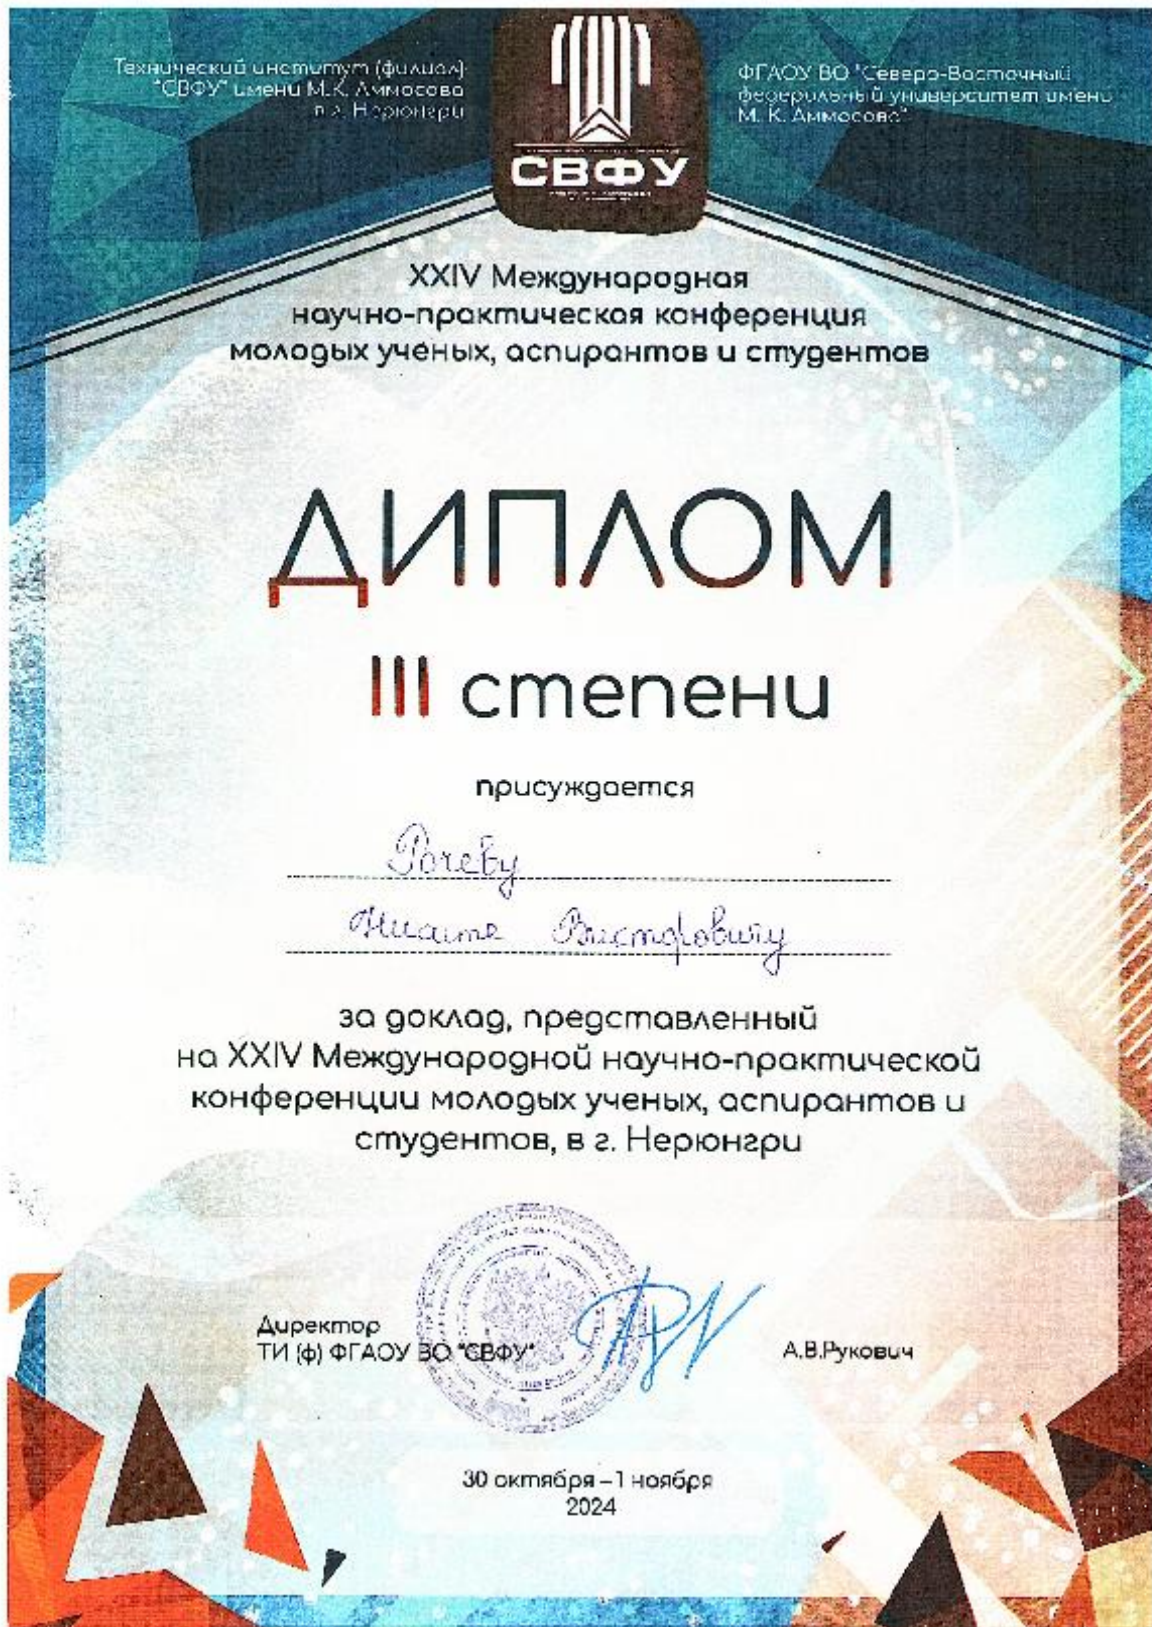 Технический институт (филиал)
"СВФУ" имени М.К. Аммосова
в г. Нерюнгри
ФГАОУ ВО "Северо-Восточный
федеральный университет имени
М. К. Аммосова"
СВФУ
XXIV Международная
научно-практическая конференция
молодых ученых, аспирантов и студентов
ДИПЛОМ
III степени
присуждается
Рочеву
Никите Викторовичу
за доклад, представленный
на XXIV Международной научно-практической
конференции молодых ученых, аспирантов и
студентов, в г. Нерюнгри
Директор
ТИ (ф) ФГАОУ ВО "СВФУ"
А.В.Рукович
30 октября – 1 ноября
2024